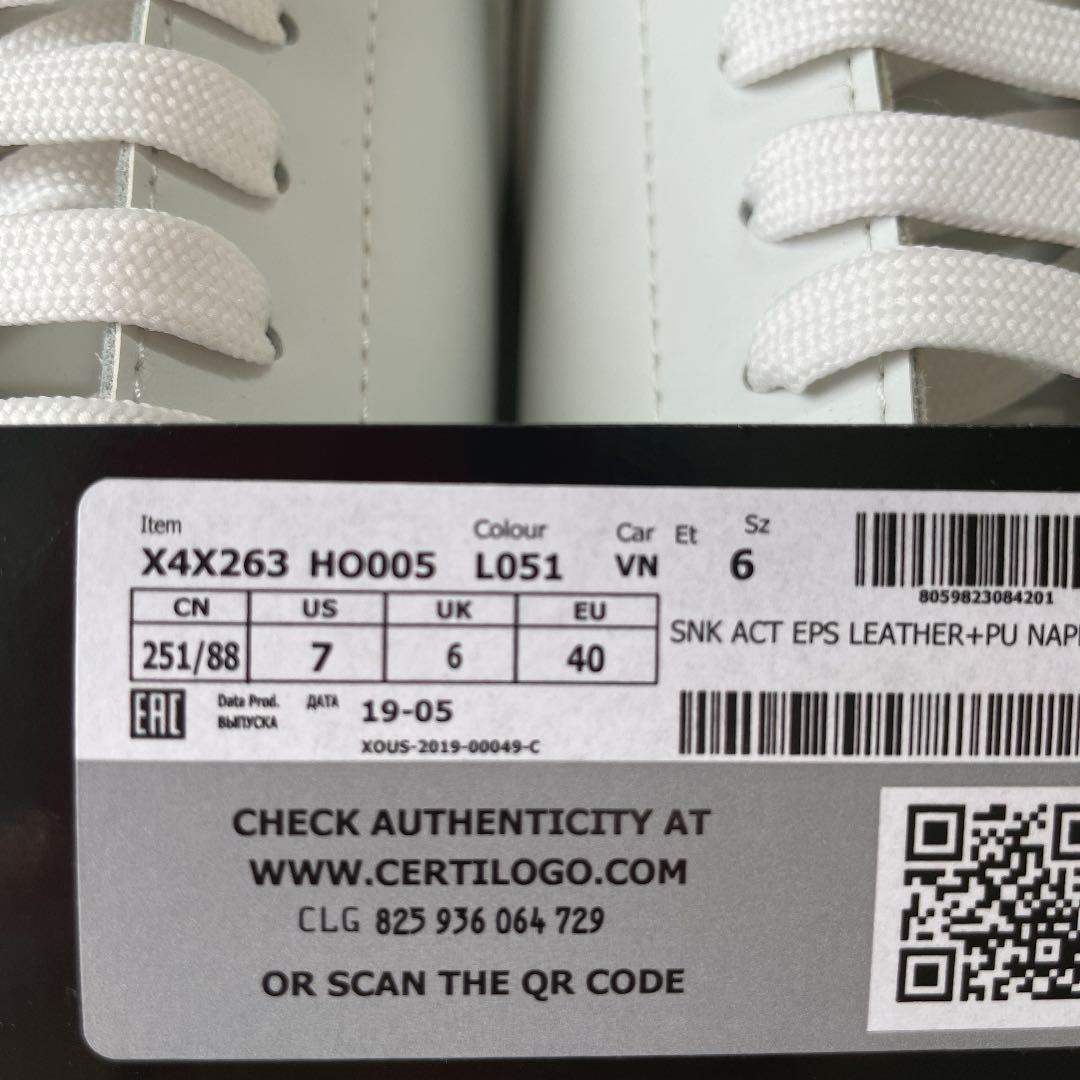 Item Colour Car Et Sz
X4X263 HO005 L051 VN 6
8059823084201
CN US UK EU
251/88 7 6 40
SNK ACT EPS LEATHER+PU
EAC Data Prod. ДАТА 19-05
ВЫПУСКА
XOUS-2019-00049-C
CHECK AUTHENTICITY AT
WWW.CERTILOGO.COM
CLG 825 936 064 729
OR SCAN THE QR CODE